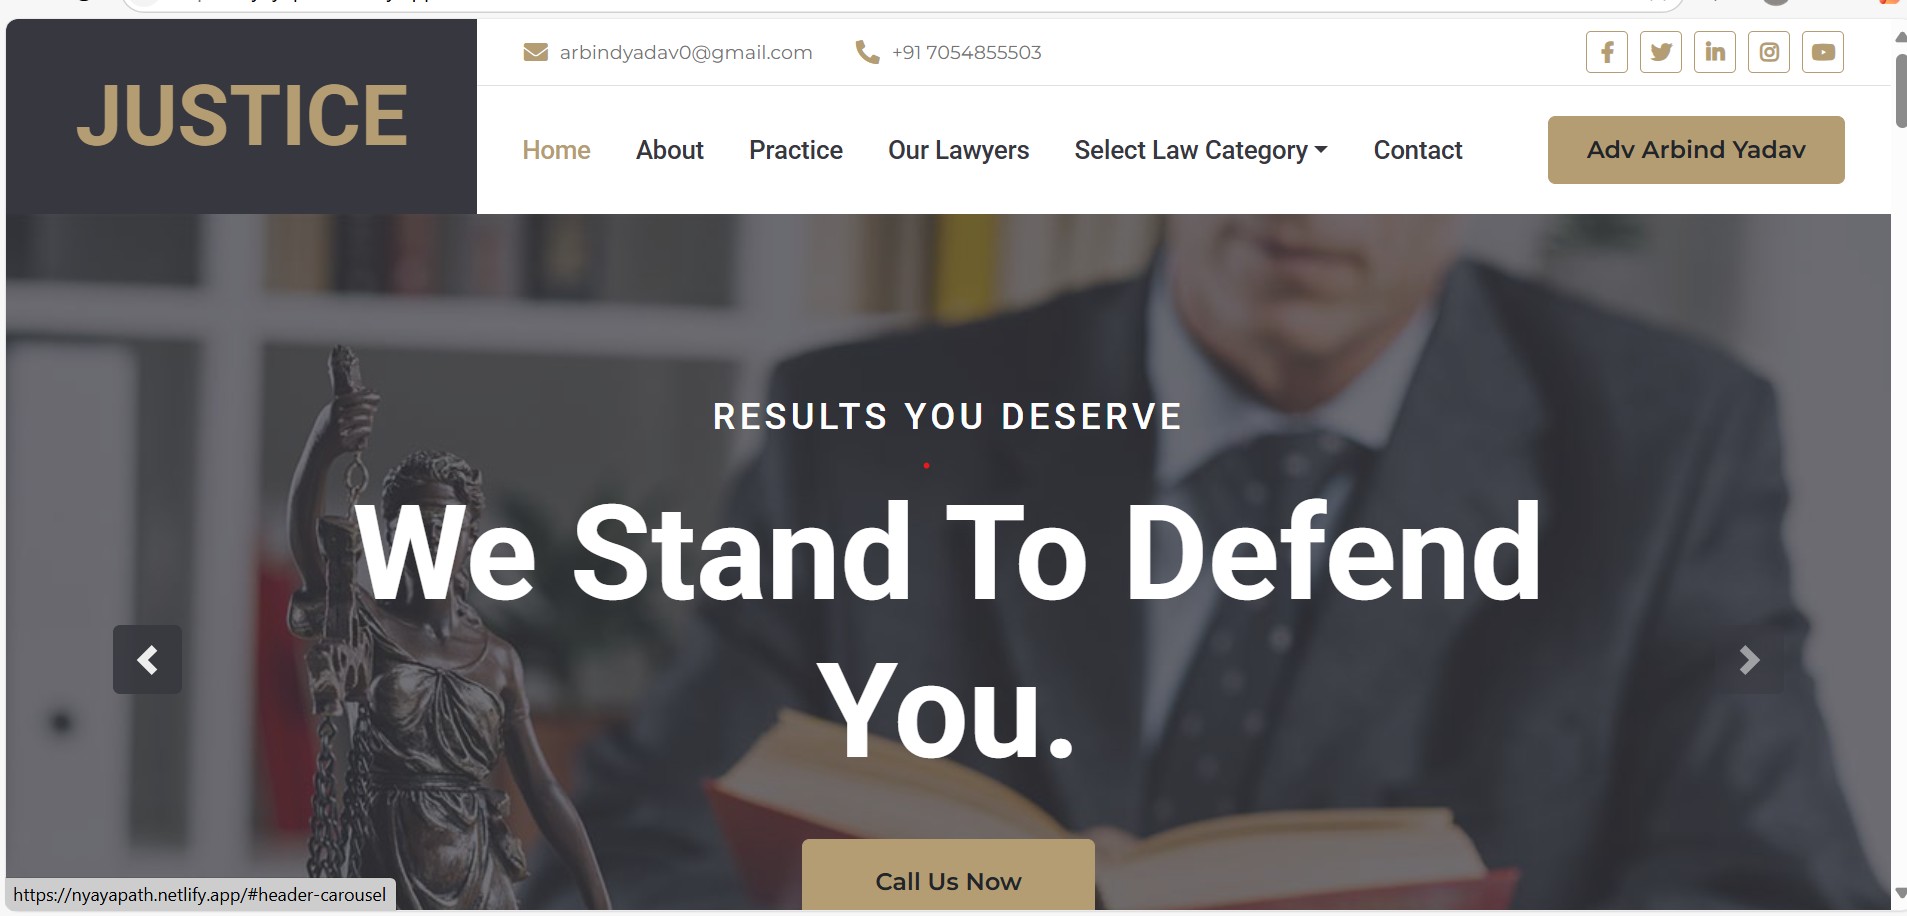 JUSTICE
arbindyadav0@gmail.com +91 7054855503
Home About Practice Our Lawyers Select Law Category Contact Adv Arbind Yadav
RESULTS YOU DESERVE
We Stand To Defend
You.
Call Us Now
https://nyayapath.netlify.app/#header-carousel